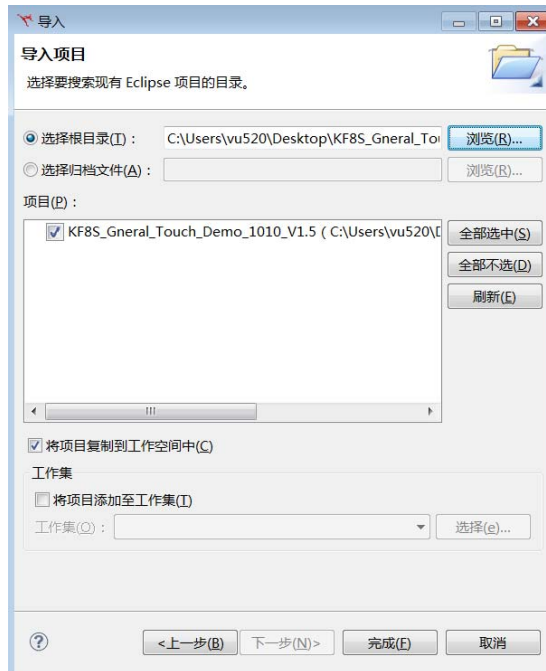 导入
导入项目
选择要搜索现有 Eclipse 项目的目录。
选择根目录(T)： C:\Users\vu520\Desktop\KF8S_Gneral_To 浏览(R)...
选择归档文件(A)： 浏览(R)...
项目(P)：
KF8S_Gneral_Touch_Demo_1010_V1.5 ( C:\Users\vu520\D 全部选中(S)
全部不选(D)
刷新(E)
将项目复制到工作空间中(C)
工作集
将项目添加至工作集(T)
工作集(O)： 选择(e)...
<上一步(B) 下一步(N)> 完成(F) 取消